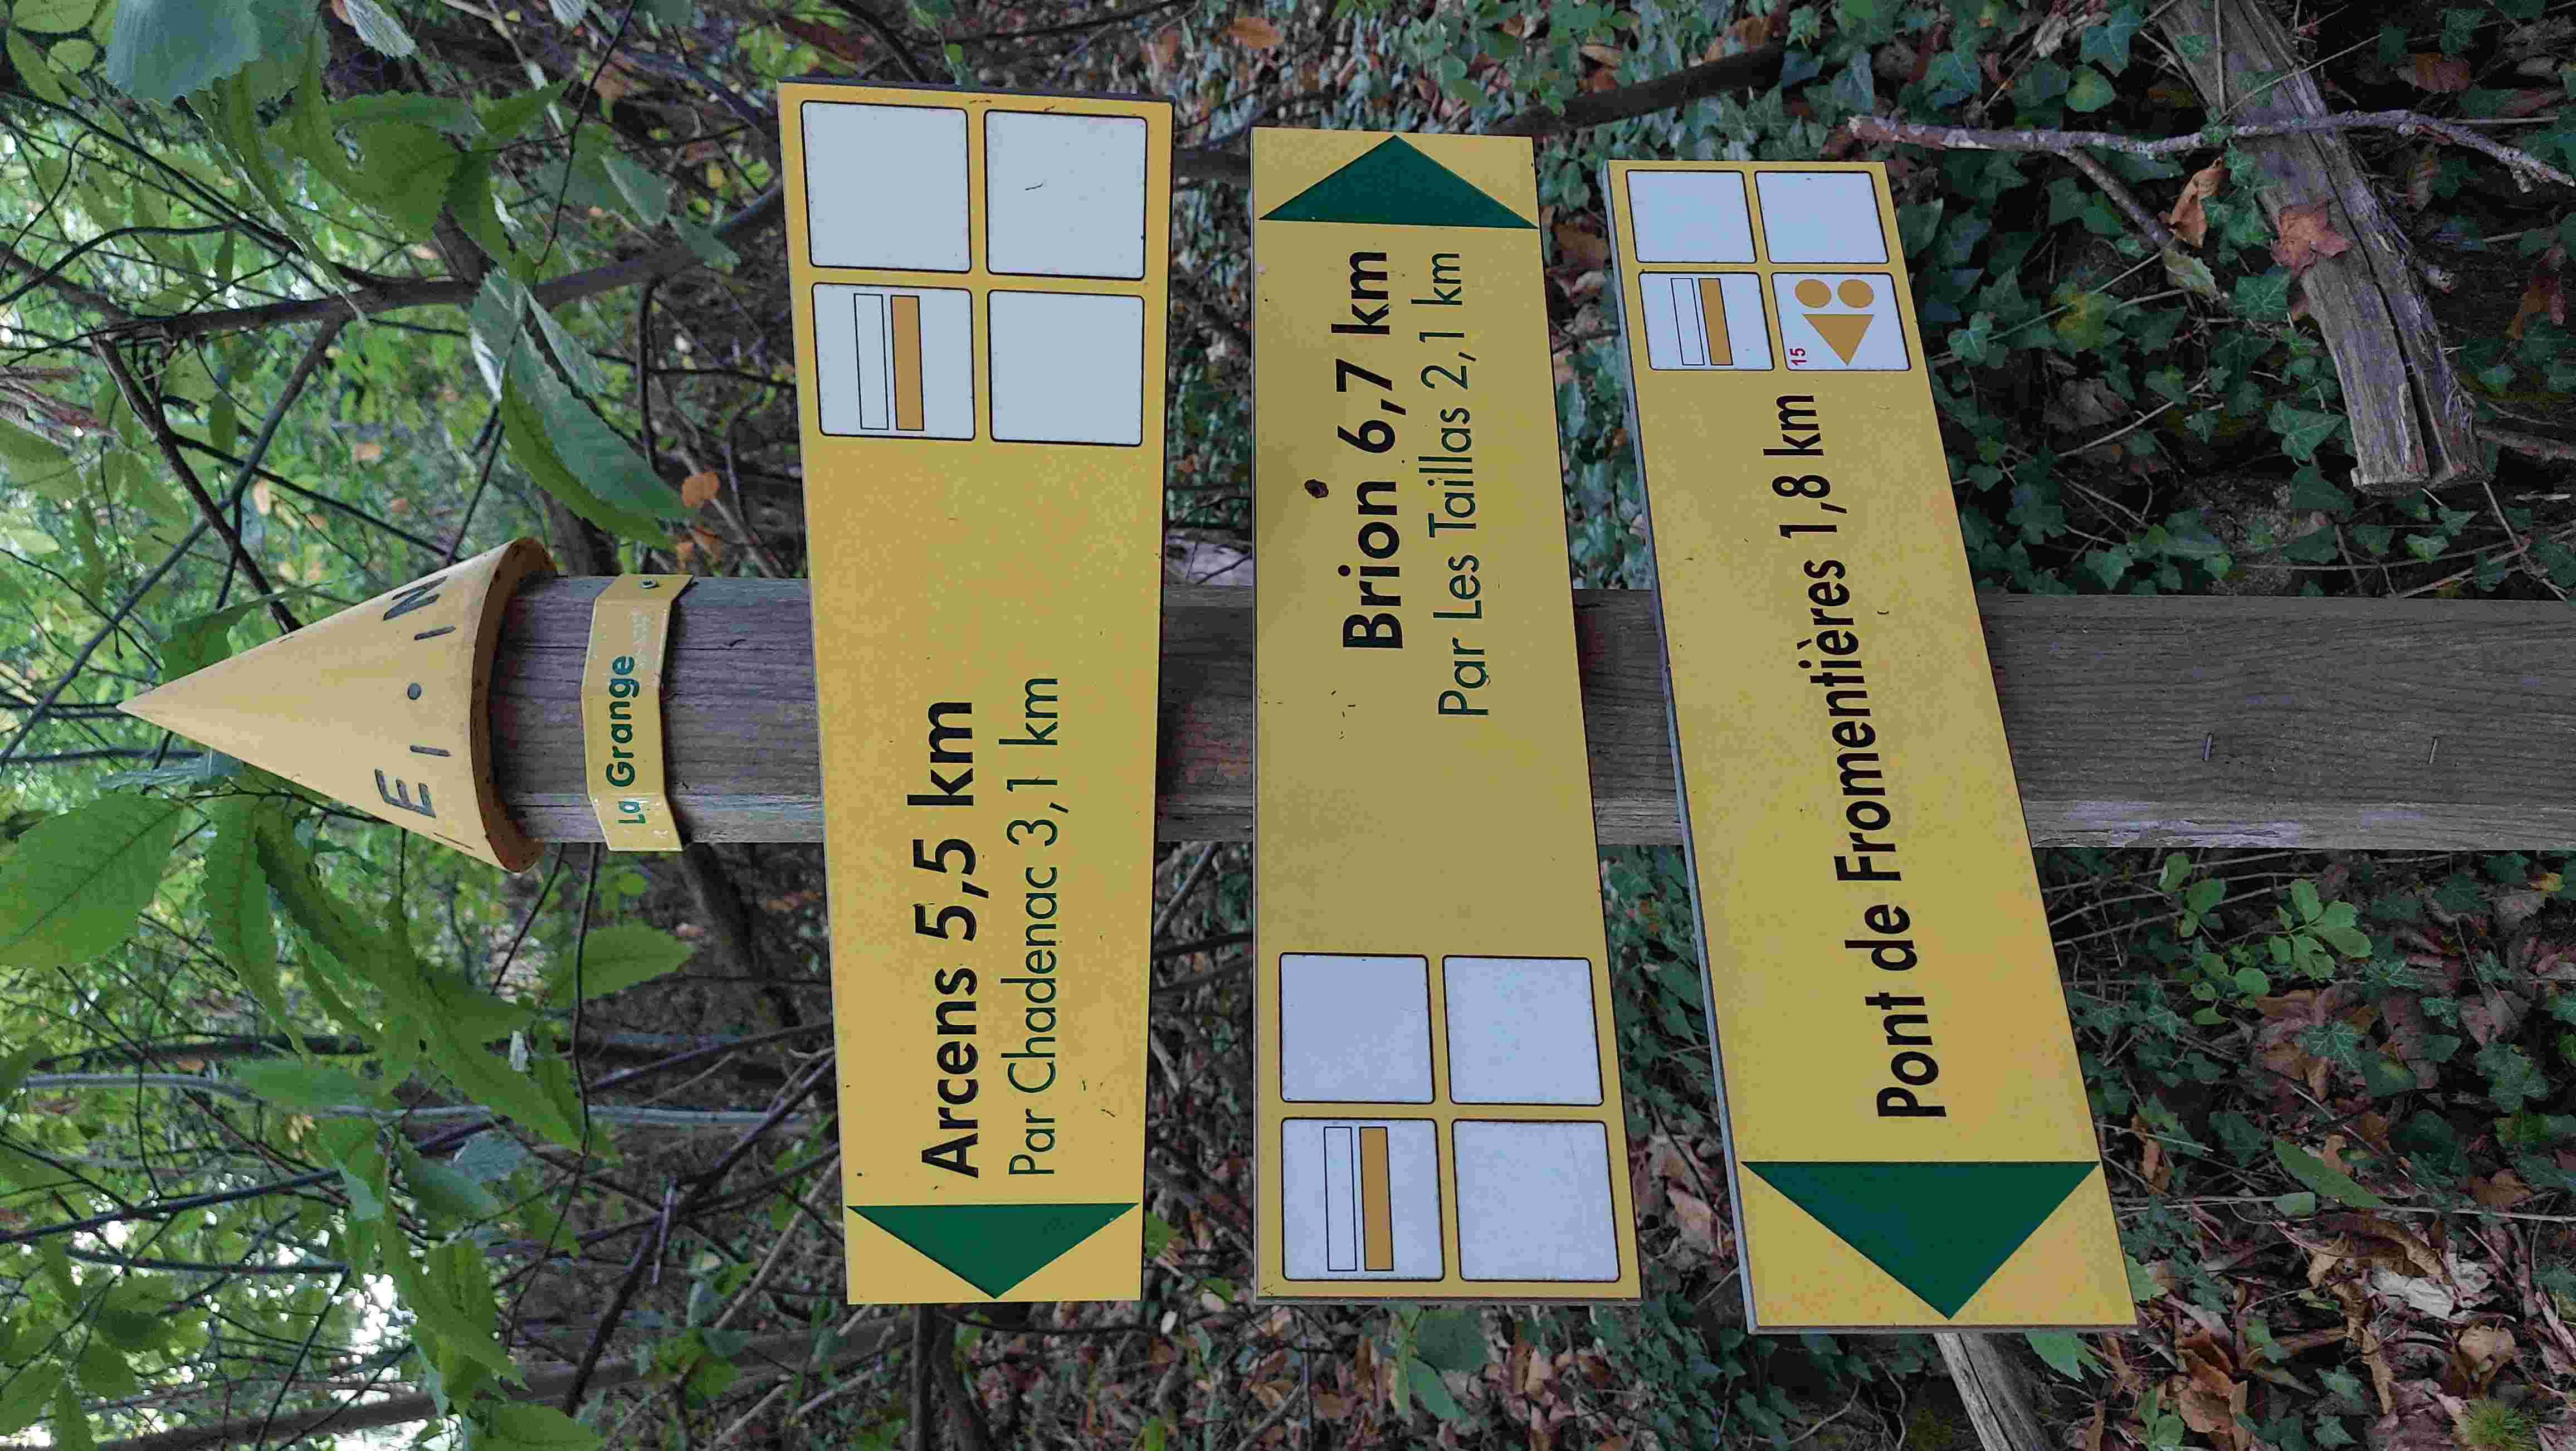 E N
La Grange
Arcens 5,5 km
Par Chadenac 3,1 km
Brion 6,7 km
Par Les Taillas 2,1 km
Pont de Fromentières 1,8 km
15